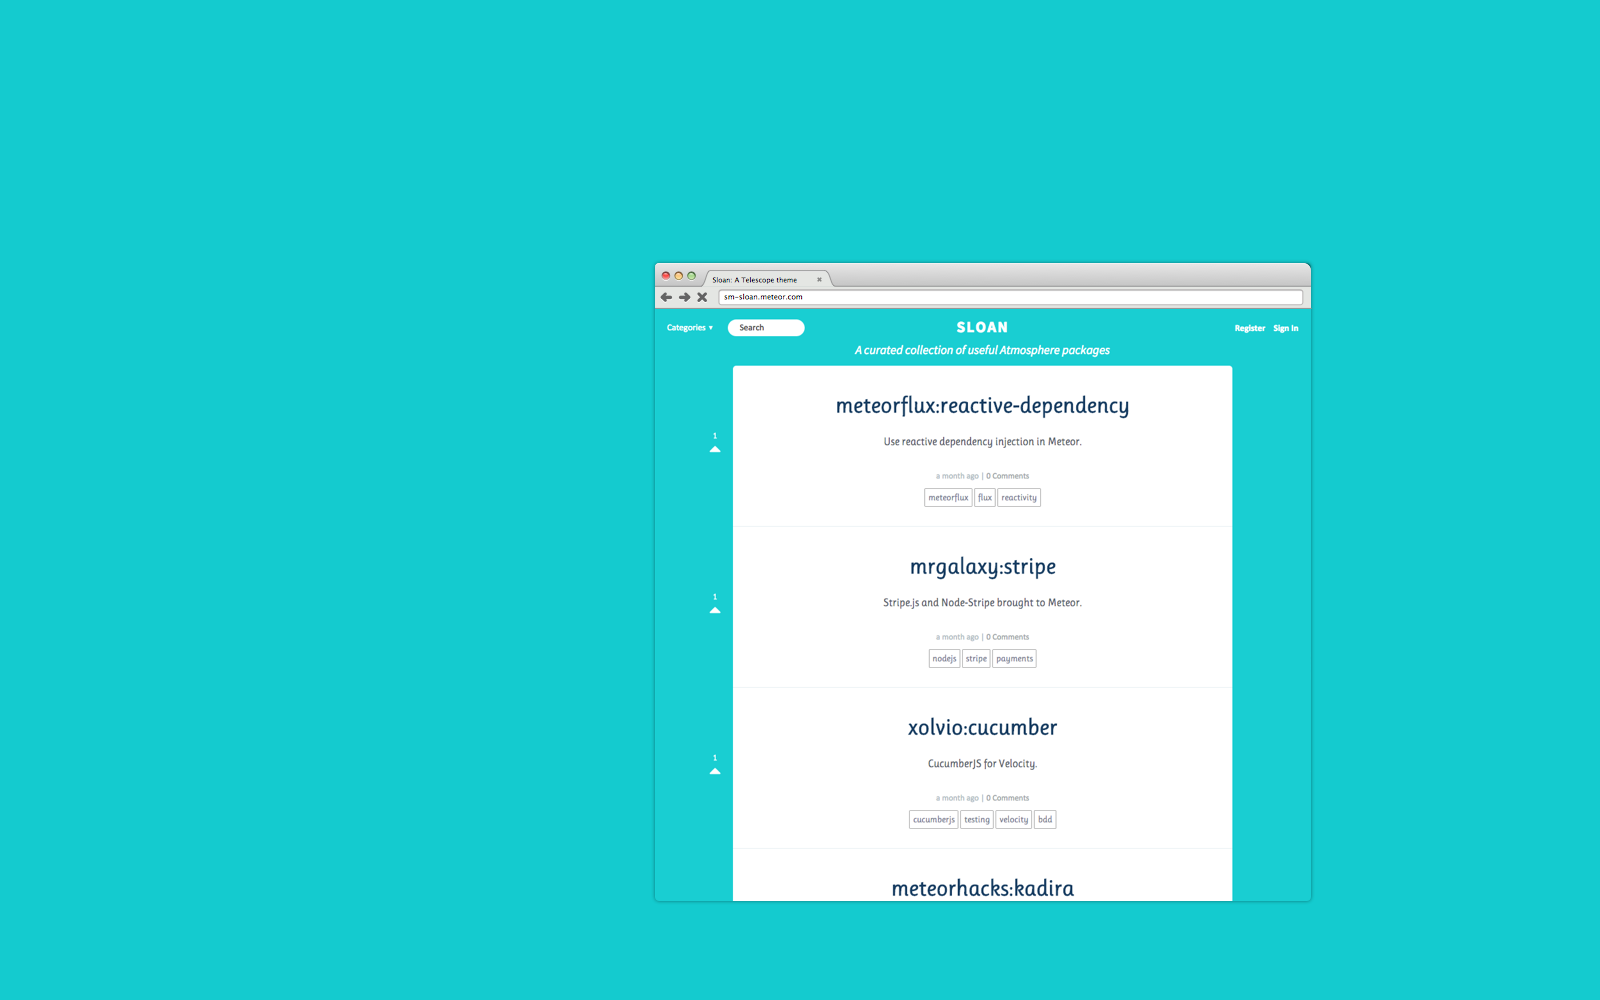 Sloan: A Telescope theme
sm-sloan.meteor.com
Categories ▾ Search SLOAN Register Sign In
A curated collection of useful Atmosphere packages
meteorflux:reactive-dependency
1
Use reactive dependency injection in Meteor.
a month ago | 0 Comments
meteorflux flux reactivity
mrgalaxy:stripe
1
Stripe.js and Node-Stripe brought to Meteor.
a month ago | 0 Comments
nodejs stripe payments
xolvio:cucumber
1
CucumberJS for Velocity.
a month ago | 0 Comments
cucumberjs testing velocity bdd
meteorhacks:kadira